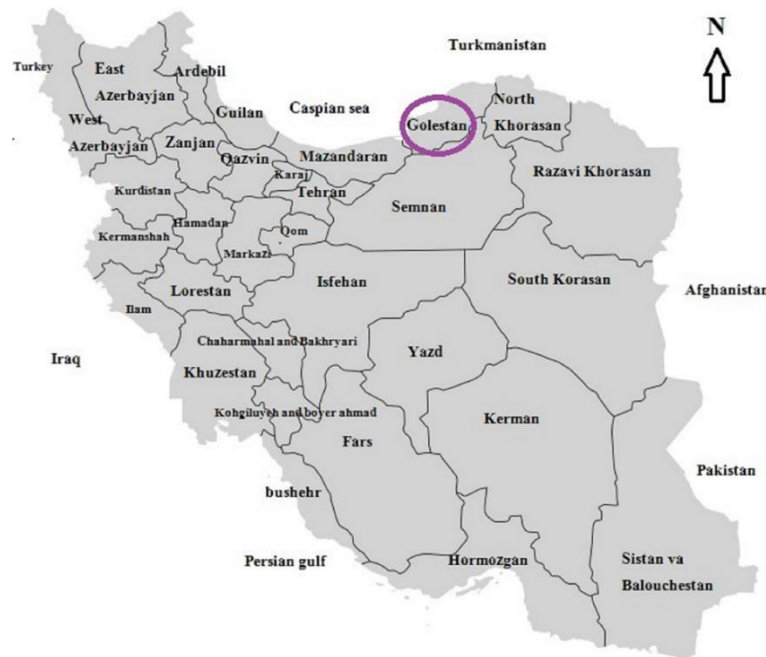 N
Turkmanistan
Turkey
East
Azerbayjan
Ardebil
Caspian sea
North
Khorasan
Guilan
West
Azerbayjan
Golestan
Zanjan
Qazvin
Mazandaran
Karaj
Tehran
Razavi Khorasan
Kurdistan
Semnan
Hamadan
Qom
Kermanshah
Markazi
Isfehan
South Korasan
Afghanistan
Lorestan
Ilam
Chaharmahal and Bakhryari
Yazd
Iraq
Khuzestan
Kohgiluyeh and boyer ahmad
Kerman
Fars
Pakistan
bushehr
Persian gulf
Hormozgan
Sistan va
Balouchestan